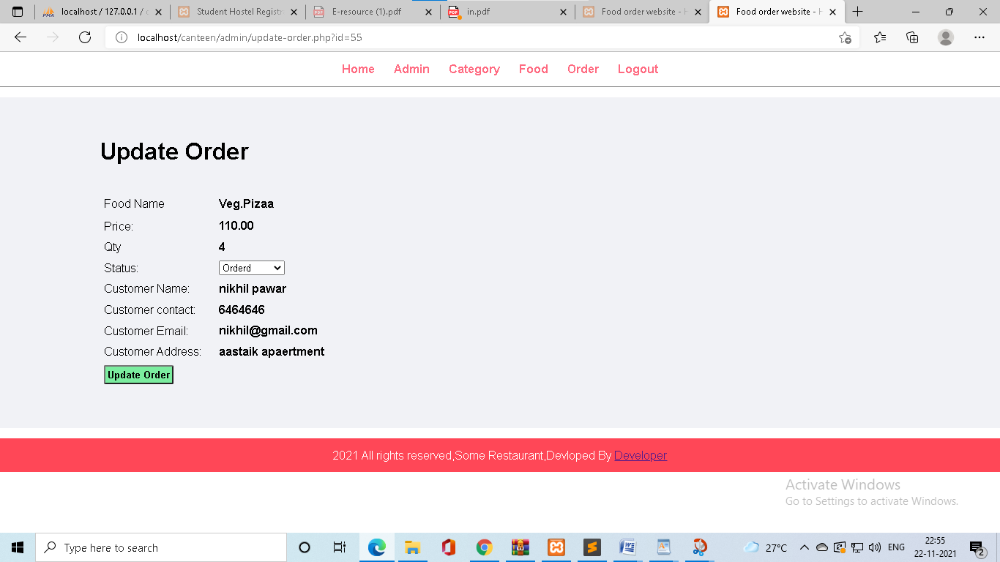 localhost / 127.0.0.1 /
Student Hostel Registr
E-resource (1).pdf
in.pdf
Food order website - H
Food order website - H
localhost/canteen/admin/update-order.php?id=55
Home Admin Category Food Order Logout
Update Order
Food Name Veg.Pizaa
Price: 110.00
Qty 4
Status: Orderd
Customer Name: nikhil pawar
Customer contact: 6464646
Customer Email: nikhil@gmail.com
Customer Address: aastaik apaertment
Update Order
2021 All rights reserved,Some Restaurant,Devloped By Developer
Activate Windows
Go to Settings to activate Windows.
Type here to search
27°C
ENG
22:55
22-11-2021
2